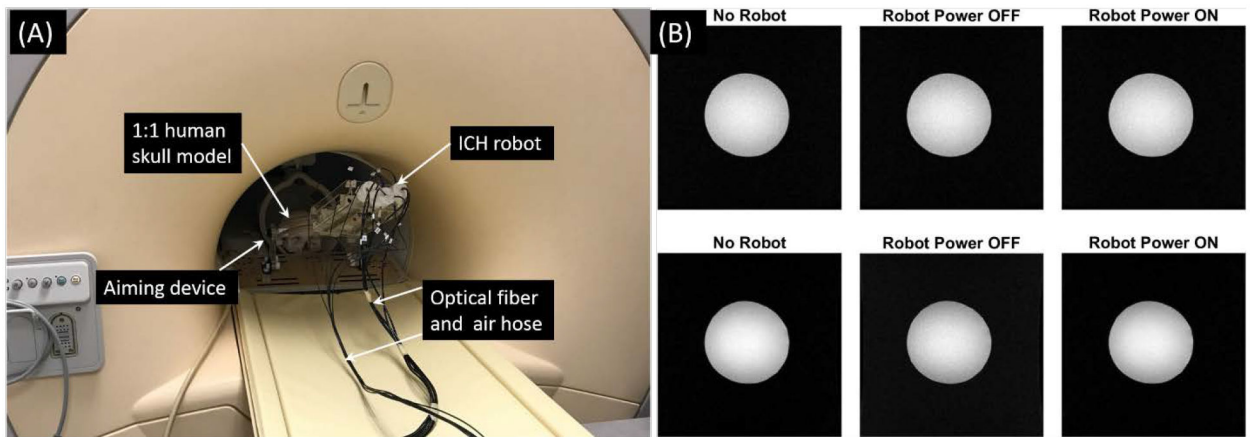 (A)
1:1 human
skull model
ICH robot
Aiming device
Optical fiber
and air hose
(B)
No Robot
Robot Power OFF
Robot Power ON
No Robot
Robot Power OFF
Robot Power ON